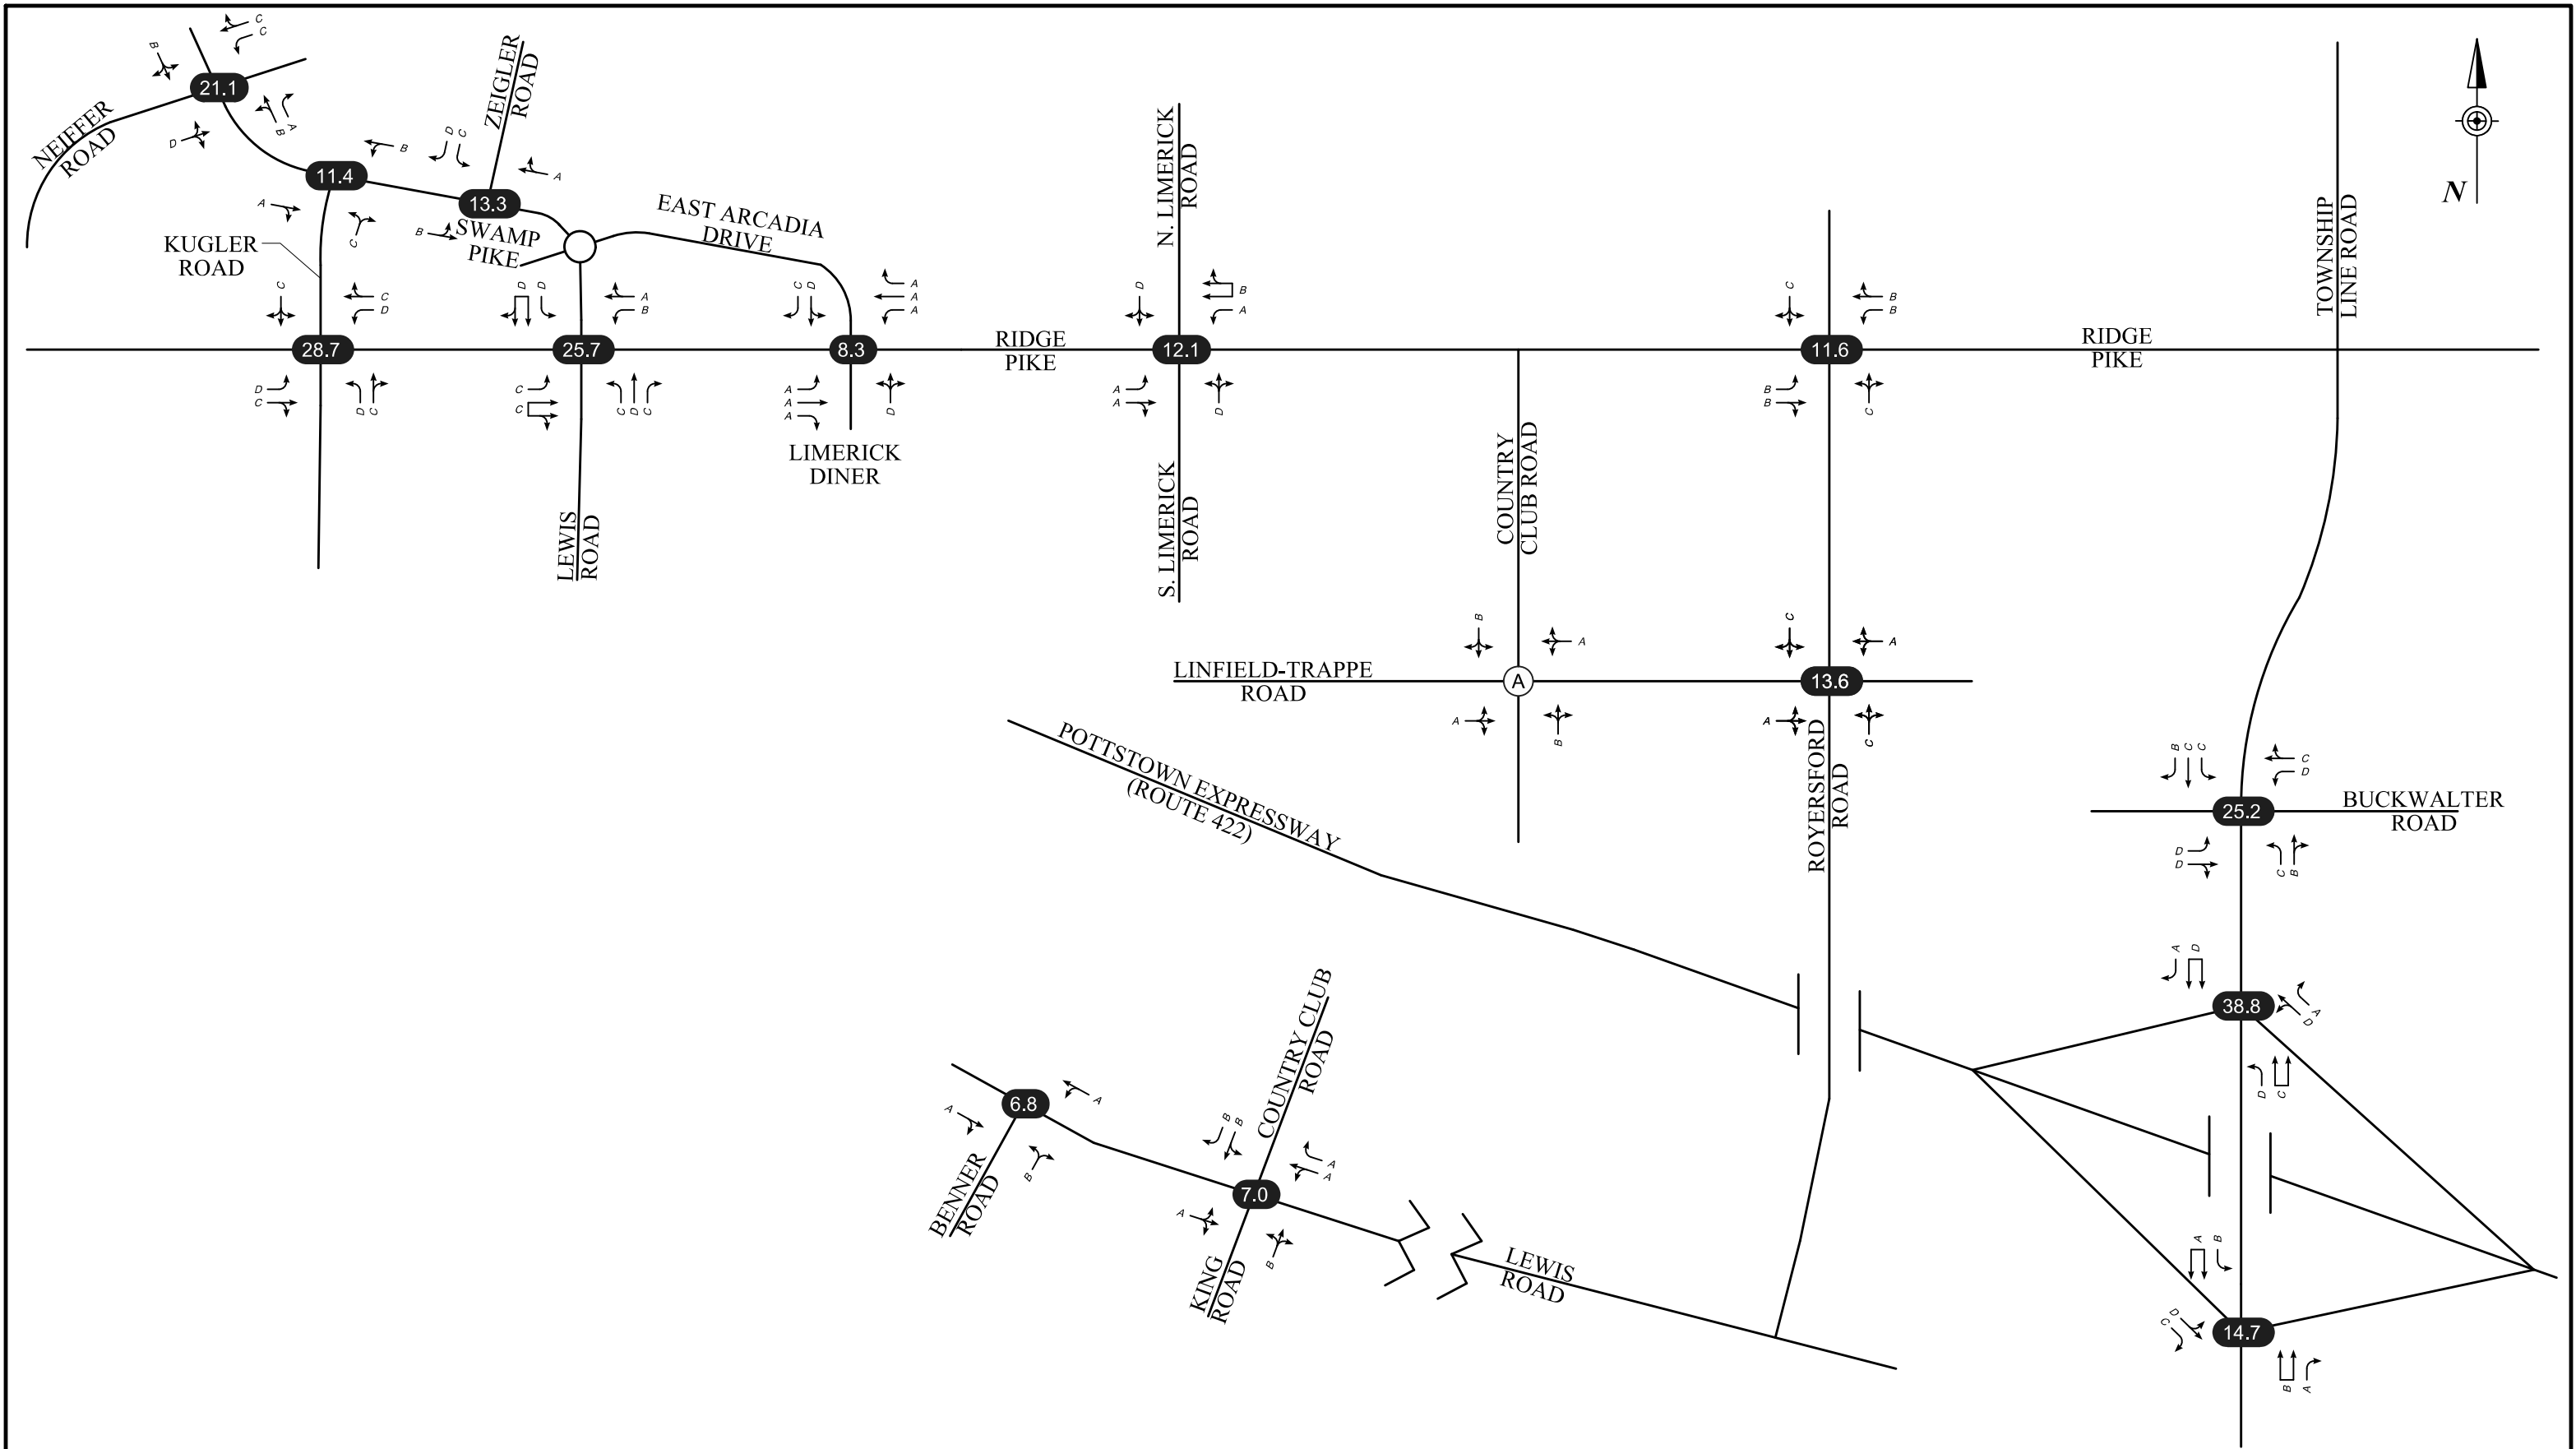 C
C
B
21.1
B
A
D
NEIFFER
ROAD
ZEIGLER
ROAD
B
D
C
A
11.4
13.3
A
C
B
SWAMP
PIKE
EAST ARCADIA
DRIVE
KUGLER
ROAD
N. LIMERICK
ROAD
TOWNSHIP
LINE ROAD
N
C
C
D
D
D
A
B
C
D
A
A
A
D
B
A
C
B
B
28.7
25.7
8.3
RIDGE
PIKE
12.1
11.6
RIDGE
PIKE
D
C
D
C
C
C
C
D
C
A
A
A
D
A
A
D
B
B
C
LIMERICK
DINER
LEWIS
ROAD
S. LIMERICK
ROAD
COUNTRY
CLUB ROAD
B
A
C
A
LINFIELD-TRAPPE
ROAD
A
13.6
A
B
A
C
POTTSTOWN EXPRESSWAY
(ROUTE 422)
ROYERSFORD
ROAD
B
C
C
C
D
25.2
BUCKWALTER
ROAD
D
D
C
B
A
D
38.8
A
D
D
C
COUNTRY CLUB
ROAD
A
6.8
A
B
BENNER
ROAD
B
B
A
A
7.0
A
B
KING
ROAD
LEWIS
ROAD
A
B
D
C
14.7
B
A